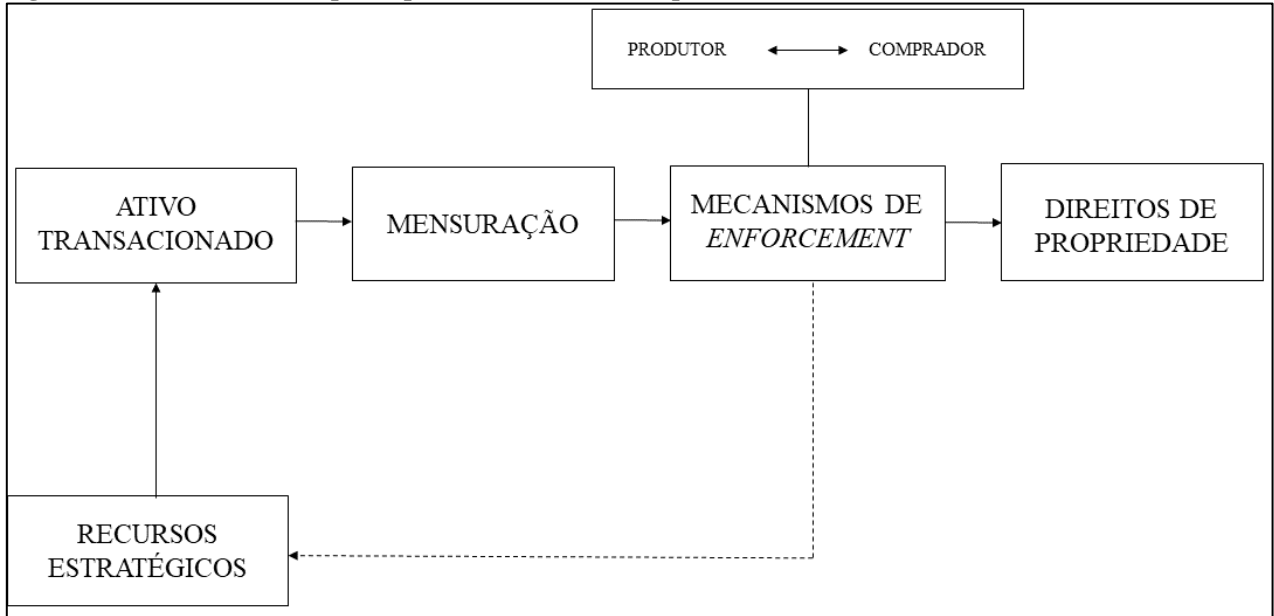 PRODUTOR COMPRADOR
ATIVO
TRANSACIONADO
MENSURAÇÃO
MECANISMOS DE
ENFORCEMENT
DIREITOS DE
PROPRIEDADE
RECURSOS
ESTRATÉGICOS